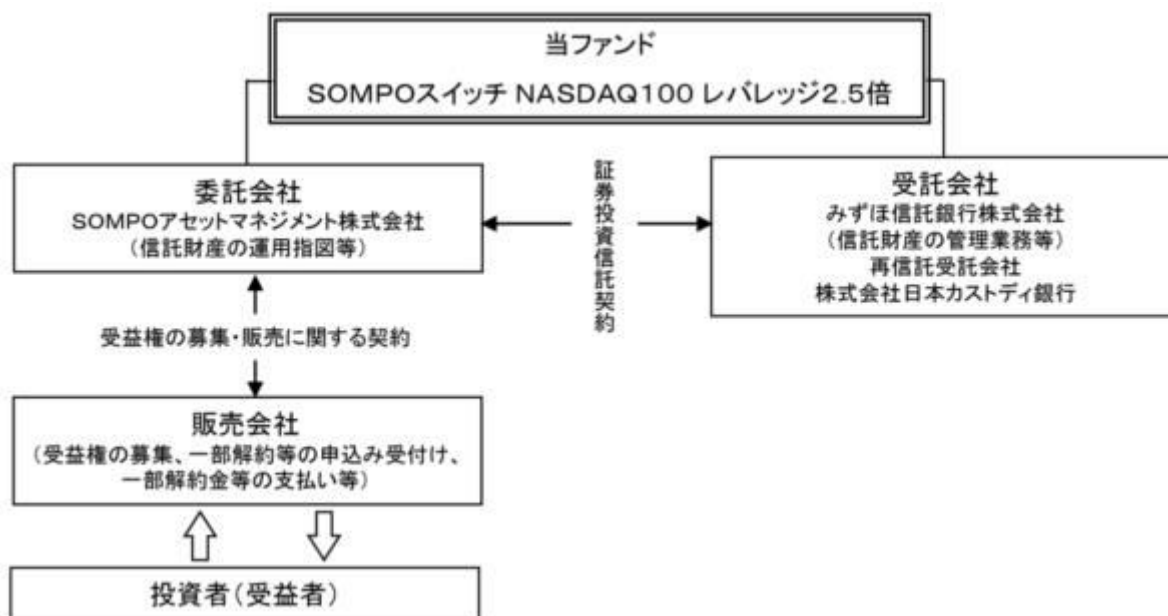 当ファンド
SOMPOスイッチ NASDAQ100 レバレッジ2.5倍
委託会社
SOMPOアセットマネジメント株式会社
(信託財産の運用指図等)
証券投資信託契約
受託会社
みずほ信託銀行株式会社
(信託財産の管理業務等)
再信託受託会社
株式会社日本カストディ銀行
受益権の募集・販売に関する契約
販売会社
(受益権の募集、一部解約等の申込み受付け、
一部解約金等の支払い等)
投資者(受益者)